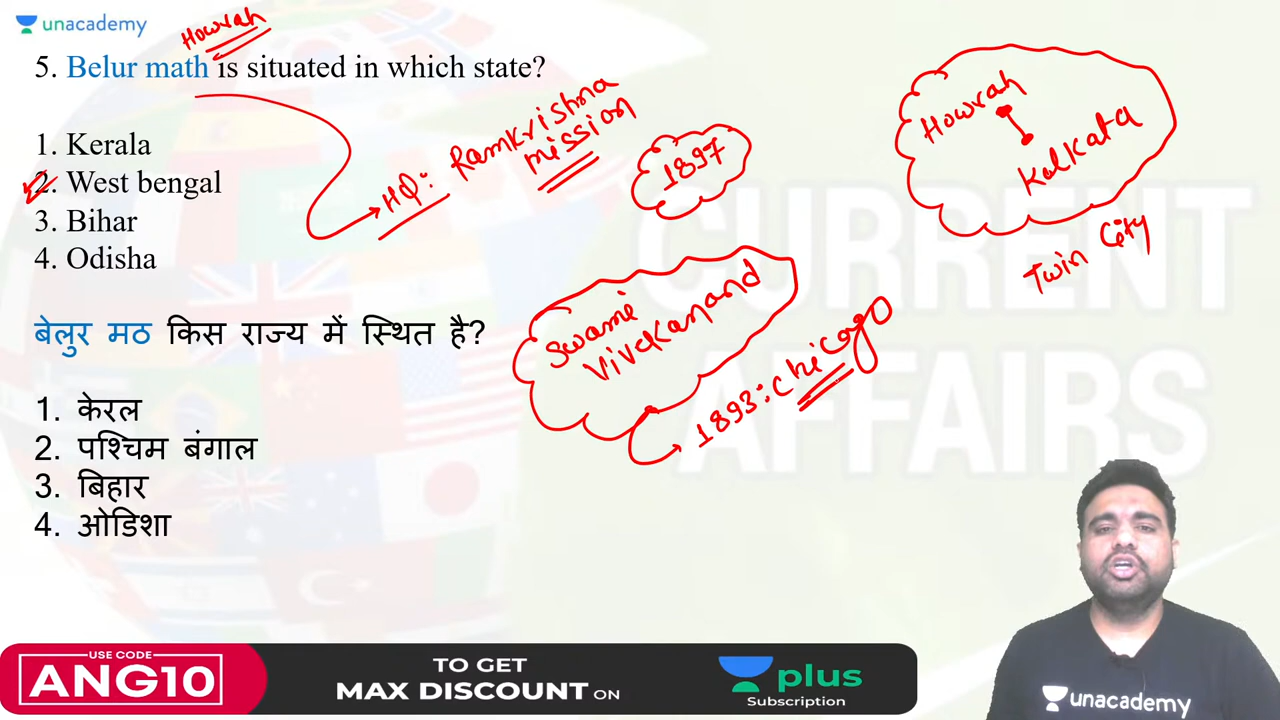 unacademy
Howrah
5. Belur math is situated in which state?
1. Kerala
2. West bengal
3. Bihar
4. Odisha
HQ: Ramkrishna
mission
1897
Howrah
Kolkata
Twin City
Swami
Vivekanand
1893: Chicago
CURRENT
AFFAIRS
बेलुर मठ किस राज्य में स्थित है?
1. केरल
2. पश्चिम बंगाल
3. बिहार
4. ओडिशा
USE CODE
ANG10
TO GET
MAX DISCOUNT ON
plus
Subscription
unacademy